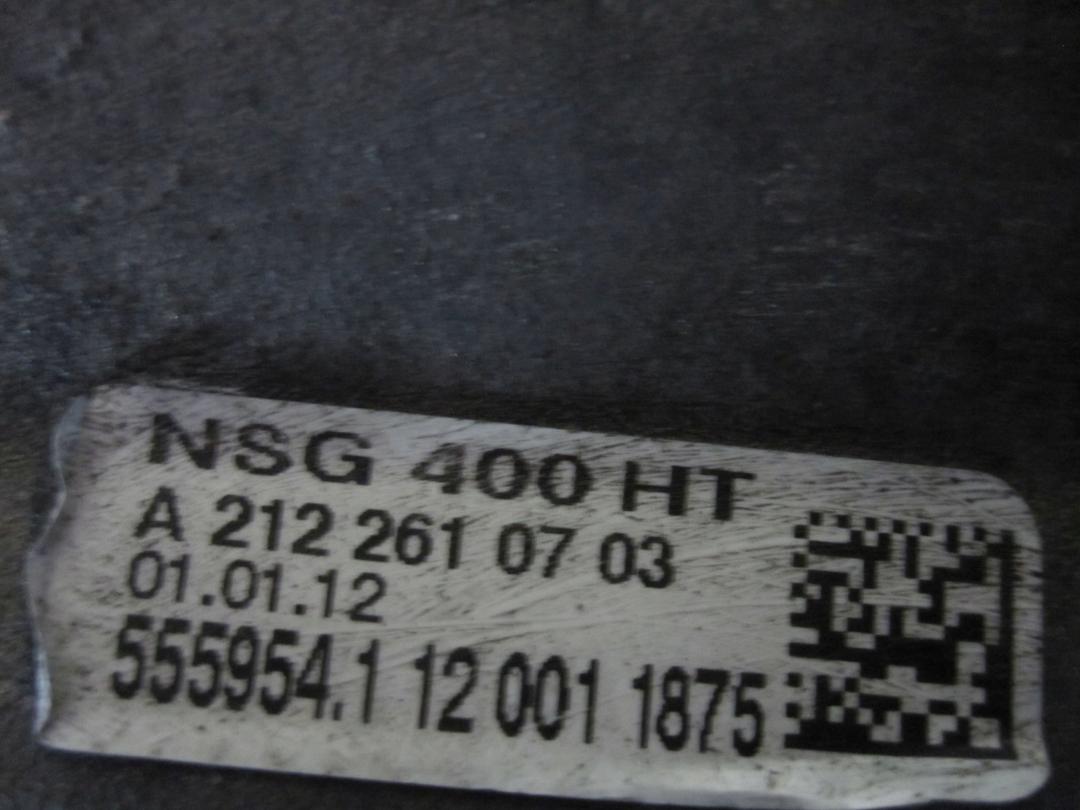 NSG 400 HT
A 212 261 07 03
01.01.12
555954.1 12 001 1875